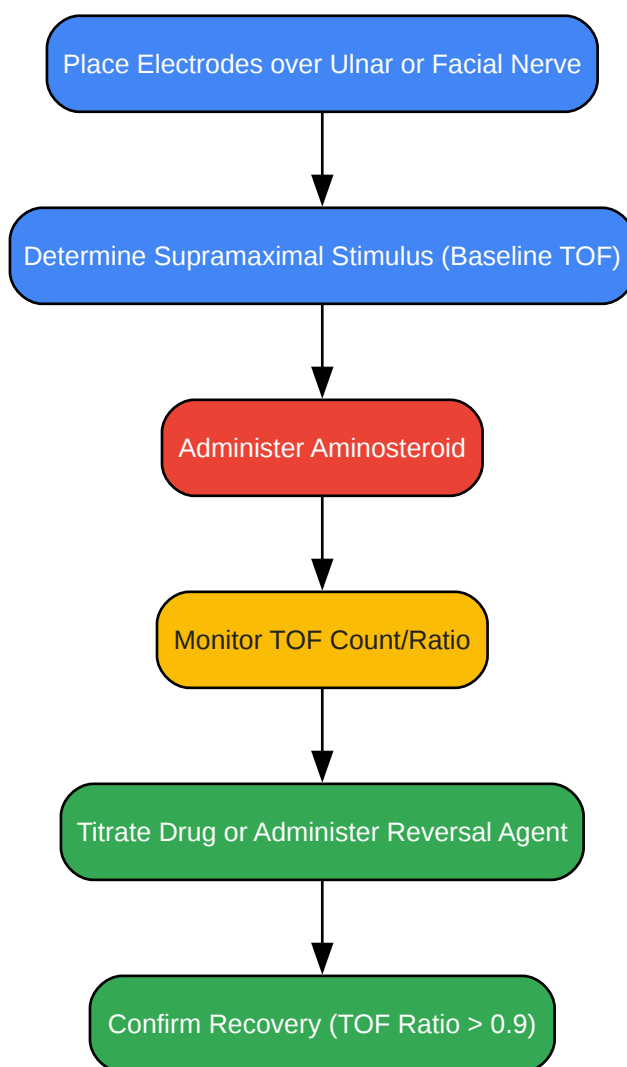 Place Electrodes over Ulnar or Facial Nerve
Determine Supramaximal Stimulus (Baseline TOF)
Administer Aminosteroid
Monitor TOF Count/Ratio
Titrate Drug or Administer Reversal Agent
Confirm Recovery (TOF Ratio > 0.9)